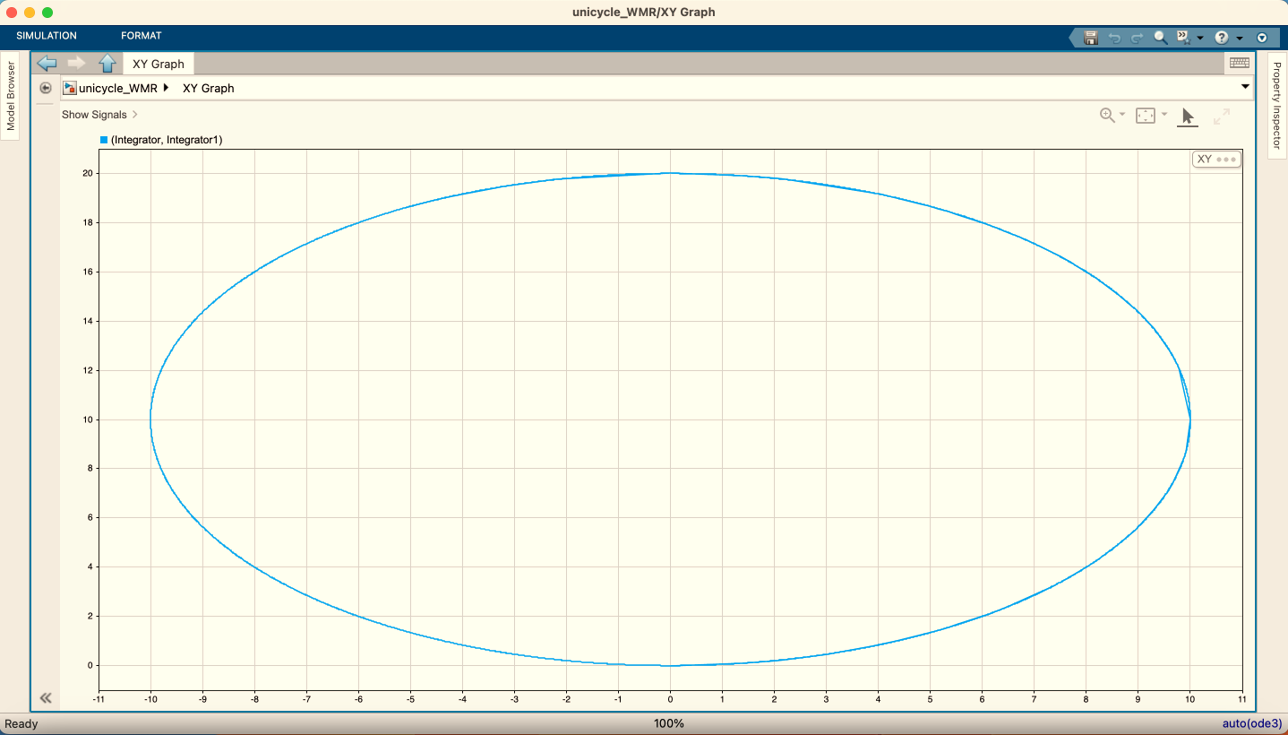 unicycle_WMR/XY Graph
SIMULATION FORMAT
?
XY Graph
unicycle_WMR XY Graph
Model Browser
Property Inspector
Show Signals
(Integrator, Integrator1)
XY
20
18
16
14
12
10
8
6
4
2
0
-11 -10 -9 -8 -7 -6 -5 -4 -3 -2 -1 0 1 2 3 4 5 6 7 8 9 10 11
Ready 100% auto(ode3)